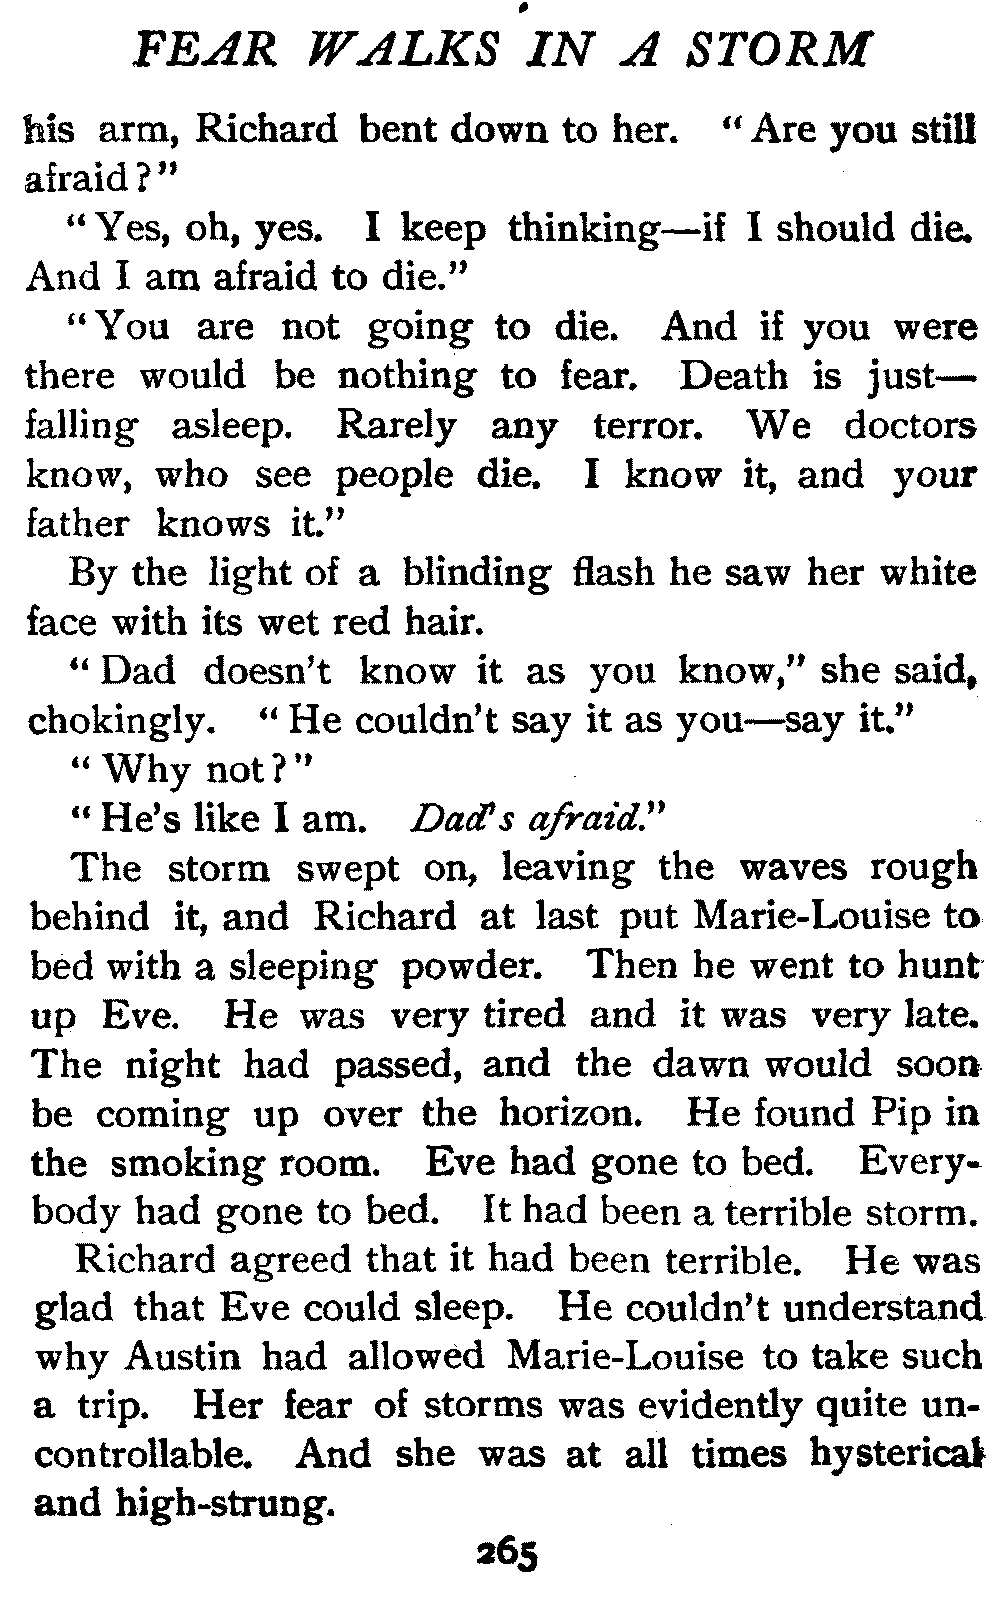 FEAR WALKS IN A STORM
his arm, Richard bent down to her. "Are you still
afraid?"
"Yes, oh, yes. I keep thinking—if I should die.
And I am afraid to die."
"You are not going to die. And if you were
there would be nothing to fear. Death is just—
falling asleep. Rarely any terror. We doctors
know, who see people die. I know it, and your
father knows it."
By the light of a blinding flash he saw her white
face with its wet red hair.
"Dad doesn't know it as you know," she said,
chokingly. "He couldn't say it as you—say it."
"Why not?"
"He's like I am. Dad's afraid."
The storm swept on, leaving the waves rough
behind it, and Richard at last put Marie-Louise to
bed with a sleeping powder. Then he went to hunt
up Eve. He was very tired and it was very late.
The night had passed, and the dawn would soon
be coming up over the horizon. He found Pip in
the smoking room. Eve had gone to bed. Every-
body had gone to bed. It had been a terrible storm.
Richard agreed that it had been terrible. He was
glad that Eve could sleep. He couldn't understand
why Austin had allowed Marie-Louise to take such
a trip. Her fear of storms was evidently quite un-
controllable. And she was at all times hysterical
and high-strung.
265